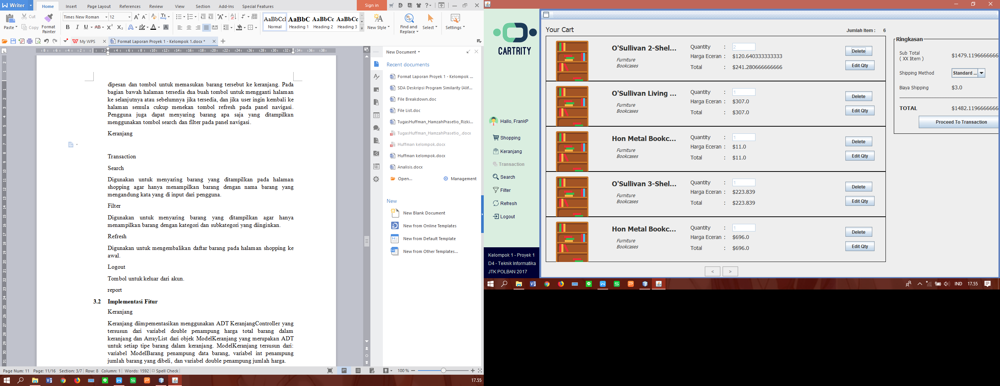 Writer
Home Insert Page Layout References Review View Section Add-Ins Special Features
Sign in
Paste Cut Copy Format Painter
Times New Roman 12
AaBbCcI AaBbC AaBbCc AaBbCc
Normal Heading 1 Heading 2 Heading 3
New Style
Find and Replace
Select
Settings
My WPS
Format Laporan Proyek 1 - Kelompok 1.docx *
dipesan dan tombol untuk memasukan barang tersebut ke keranjang. Pada
bagian bawah halaman tersedia dua buah tombol untuk mengganti halaman
ke selanjutnya atau sebelumnya jika tersedia, dan jika user ingin kembali ke
halaman semula cukup menekan tombol refresh pada panel navigasi.
Pengguna juga dapat menyaring barang apa saja yang ditampilkan
menggunakan tombol search dan filter pada panel navigasi.
Keranjang
Transaction
Search
Digunakan untuk menyaring barang yang ditampilkan pada halaman
shopping agar hanya menampilkan barang dengan nama barang yang
mengandung kata yang di input dari pengguna.
Filter
Digunakan untuk menyaring barang yang ditampilkan agar hanya
menampilkan barang dengan kategori dan subkategori yang diinginkan.
Refresh
Digunakan untuk mengembalikan daftar barang pada halaman shopping ke
awal.
Logout
Tombol untuk keluar dari akun.
report
3.2 Implementasi Fitur
Keranjang
Keranjang diimpementasikan menggunakan ADT KeranjangController yang
tersusun dari variabel double penampung harga total barang dalam
keranjang dan ArrayList dari objek ModelKeranjang yang merupakan ADT
untuk setiap tipe barang dalam keranjang. ModelKeranjang tersusun dari:
variabel ModelBarang penampung data barang, variabel int penampung
jumlah barang yang dibeli, dan variabel double penampung jumlah harga.
Page Num: 11 Page: 11/16 Section: 3/7 Row: 8 Column: 1 Words: 1592 Spell Check
100 %
17.55
New Document
Recent documents
Format Laporan Proyek 1 - Kelompok ...
SDA Deskripsi Program Similarity (Alif...
File Breakdown.doc
File List.doc
TugasHuffman_HamzahPrasetio_Rizki...
TugasHuffman_HamzahPrasetio_.docx
Huffman kelompok.docx
Huffman kelompok.docx
Analisis.docx
Open... Management
New
New Blank Document
New from Online Templates
New from Default Template
New from Other Templates...
CARTRITY
Hallo, FrankP
Shopping
Keranjang
Transaction
Search
Filter
Refresh
Logout
Kelompok 1 - Proyek 1
D4 - Teknik Informatika
JTK POLBAN 2017
Your Cart
Jumlah Item : 6
O'Sullivan 2-Shel...
Furniture
Bookcases
Quantity : 2
Harga Eceran : $120.640333333333
Total : $241.280666666666
Delete
Edit Qty
O'Sullivan Living ...
Furniture
Bookcases
Quantity : 1
Harga Eceran : $307.0
Total : $307.0
Delete
Edit Qty
Hon Metal Bookc...
Furniture
Bookcases
Quantity : 1
Harga Eceran : $11.0
Total : $11.0
Delete
Edit Qty
O'Sullivan 3-Shel...
Furniture
Bookcases
Quantity : 1
Harga Eceran : $223.839
Total : $223.839
Delete
Edit Qty
Hon Metal Bookc...
Furniture
Bookcases
Quantity : 1
Harga Eceran : $696.0
Total : $696.0
Delete
Edit Qty
< >
Ringkasan
Sub Total
( XX Iitem )
$1479.1196666666
Shipping Method Standard ...
Biaya Shipping $3.0
TOTAL $1482.1196666666
Proceed To Transaction
IND 17.55